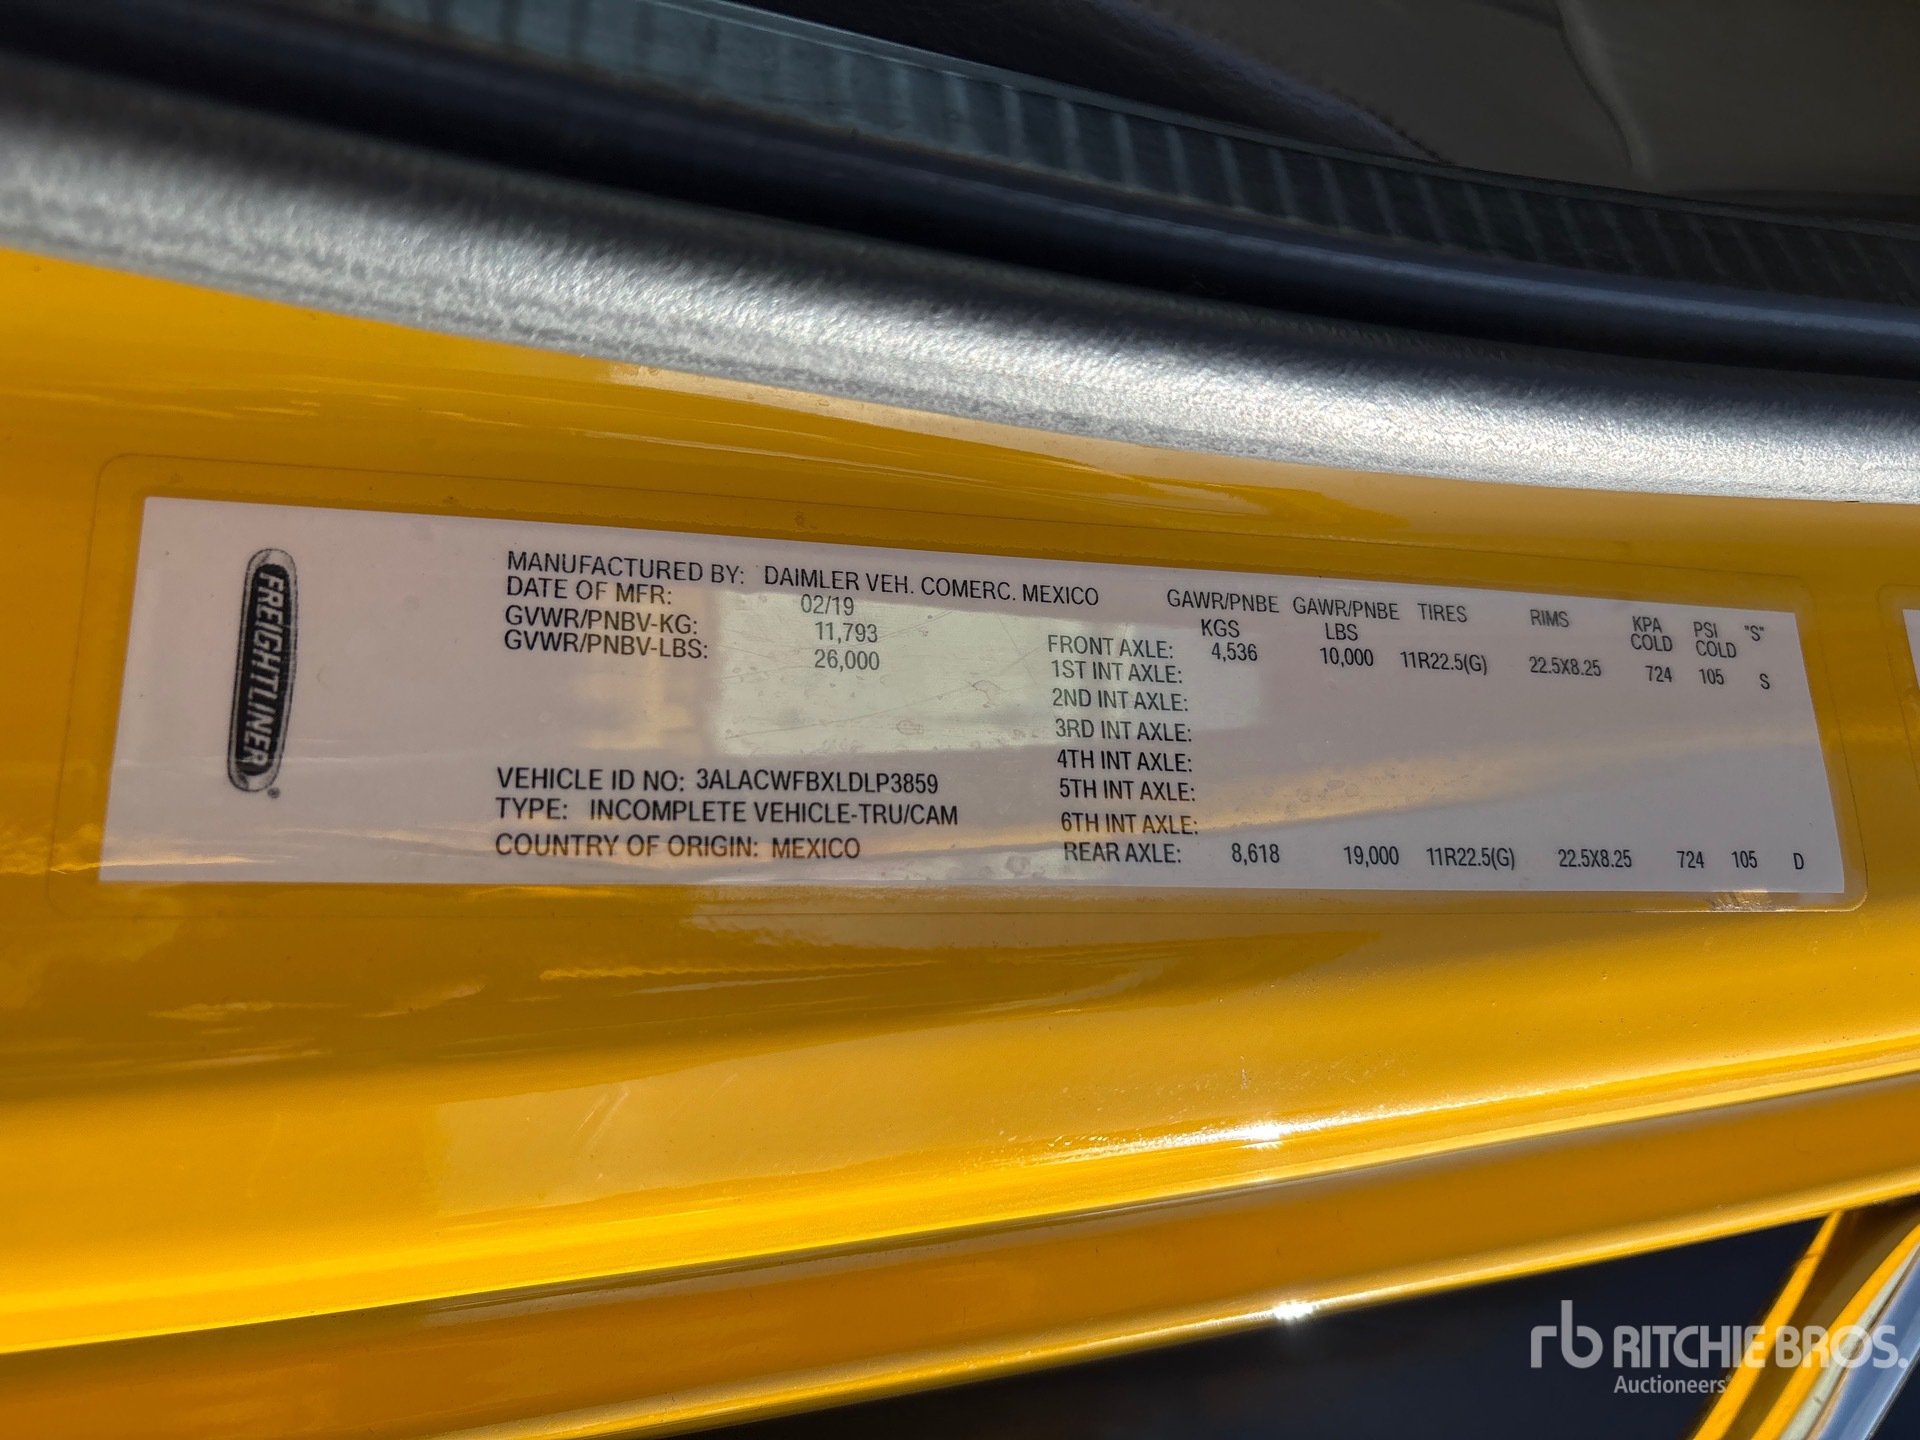 FREIGHTLINER®
MANUFACTURED BY: DAIMLER VEH. COMERC. MEXICO
DATE OF MFR: 02/19
GVWR/PNBV-KG: 11,793
GVWR/PNBV-LBS: 26,000
VEHICLE ID NO: 3ALACWFBXLDLP3859
TYPE: INCOMPLETE VEHICLE-TRU/CAM
COUNTRY OF ORIGIN: MEXICO
GAWR/PNBE GAWR/PNBE TIRES RIMS KPA PSI "S"
KGS LBS COLD COLD
FRONT AXLE: 4,536 10,000 11R22.5(G) 22.5X8.25 724 105 S
1ST INT AXLE:
2ND INT AXLE:
3RD INT AXLE:
4TH INT AXLE:
5TH INT AXLE:
6TH INT AXLE:
REAR AXLE: 8,618 19,000 11R22.5(G) 22.5X8.25 724 105 D
rb RITCHIE BROS.
Auctioneers